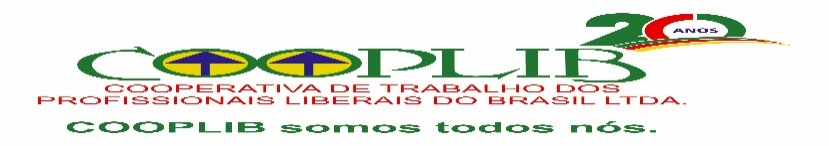 20 ANOS
COOPLIB
COOPERATIVA DE TRABALHO DOS
PROFISSIONAIS LIBERAIS DO BRASIL LTDA.
COOPLIB somos todos nós.